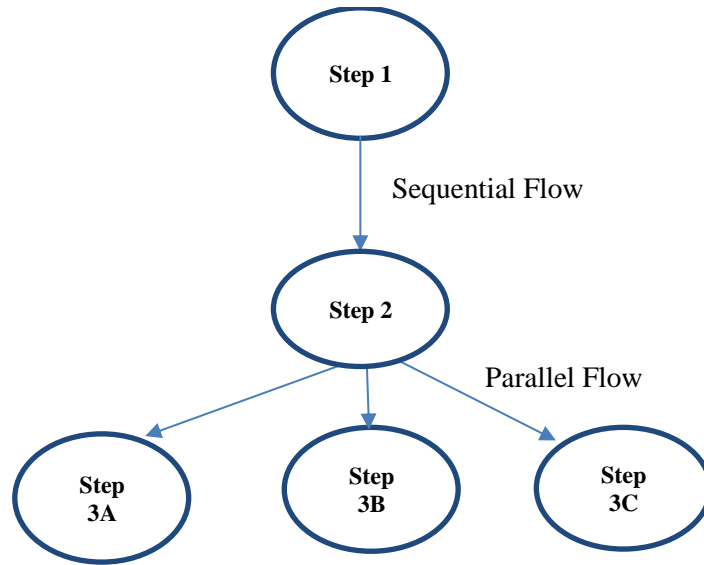 Step 1
Sequential Flow
Step 2
Parallel Flow
Step
3A
Step
3B
Step
3C